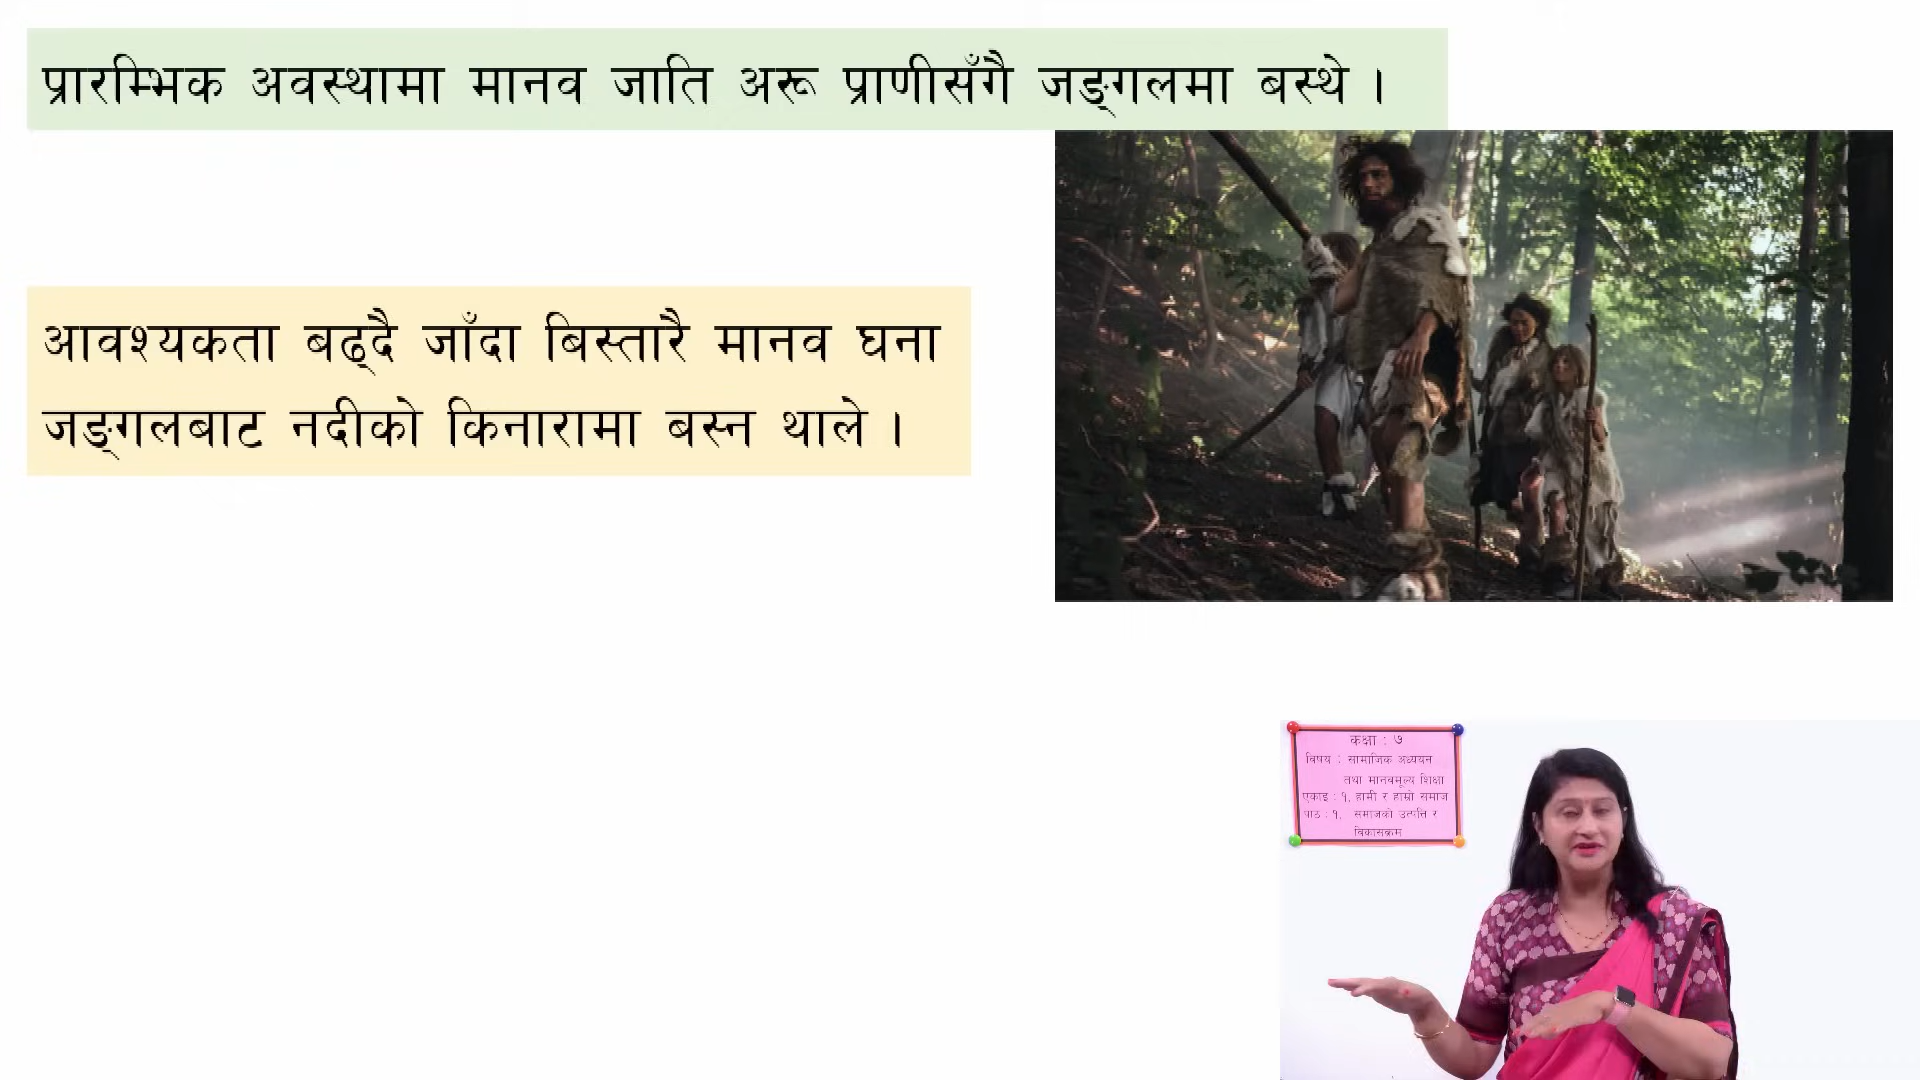 प्रारम्भिक अवस्थामा मानव जाति अरू प्राणीसँगै जङ्गलमा बस्थे ।
आवश्यकता बढ्दै जाँदा बिस्तारै मानव घना
जङ्गलबाट नदीको किनारामा बस्न थाले ।
कक्षा : ७
विषय : सामाजिक अध्ययन
तथा मानवमूल्य शिक्षा
एकाइ : १. हामी र हाम्रो समाज
पाठ : १. समाजको उत्पत्ति र
विकासक्रम